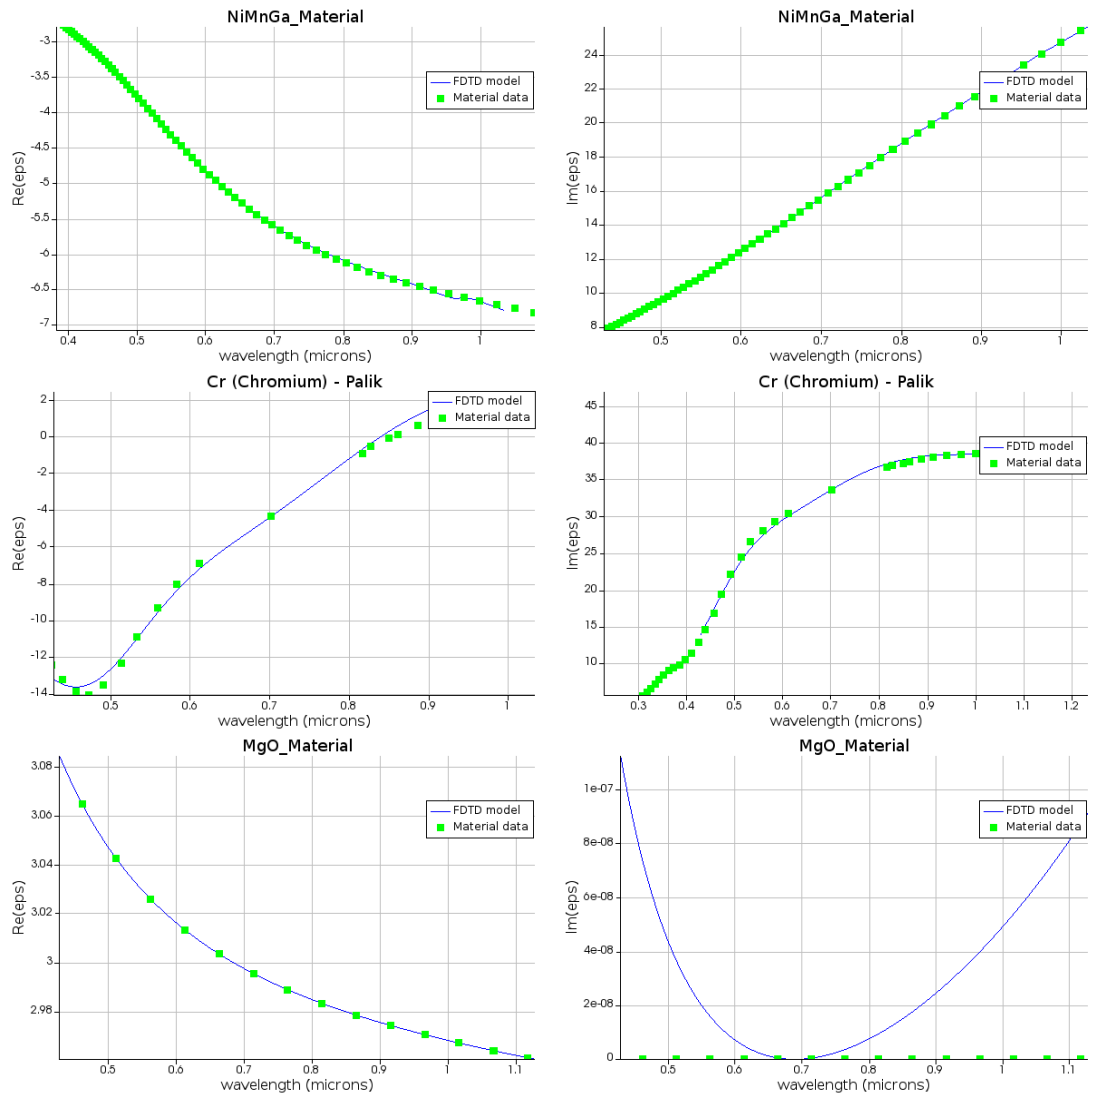 NiMnGa_Material
-3
-3.5
-4
-4.5
-5
-5.5
-6
-6.5
-7
Re(eps)
FDTD model
Material data
0.4 0.5 0.6 0.7 0.8 0.9 1
wavelength (microns)
NiMnGa_Material
24
22
20
18
16
14
12
10
8
Im(eps)
FDTD model
Material data
0.5 0.6 0.7 0.8 0.9 1
wavelength (microns)
Cr (Chromium) - Palik
2
0
-2
-4
-6
-8
-10
-12
-14
Re(eps)
FDTD model
Material data
0.5 0.6 0.7 0.8 0.9 1
wavelength (microns)
Cr (Chromium) - Palik
45
40
35
30
25
20
15
10
Im(eps)
FDTD model
Material data
0.3 0.4 0.5 0.6 0.7 0.8 0.9 1 1.1 1.2
wavelength (microns)
MgO_Material
3.08
3.06
3.04
3.02
3
2.98
Re(eps)
FDTD model
Material data
0.5 0.6 0.7 0.8 0.9 1 1.1
wavelength (microns)
MgO_Material
1e-07
8e-08
6e-08
4e-08
2e-08
0
Im(eps)
FDTD model
Material data
0.5 0.6 0.7 0.8 0.9 1 1.1
wavelength (microns)